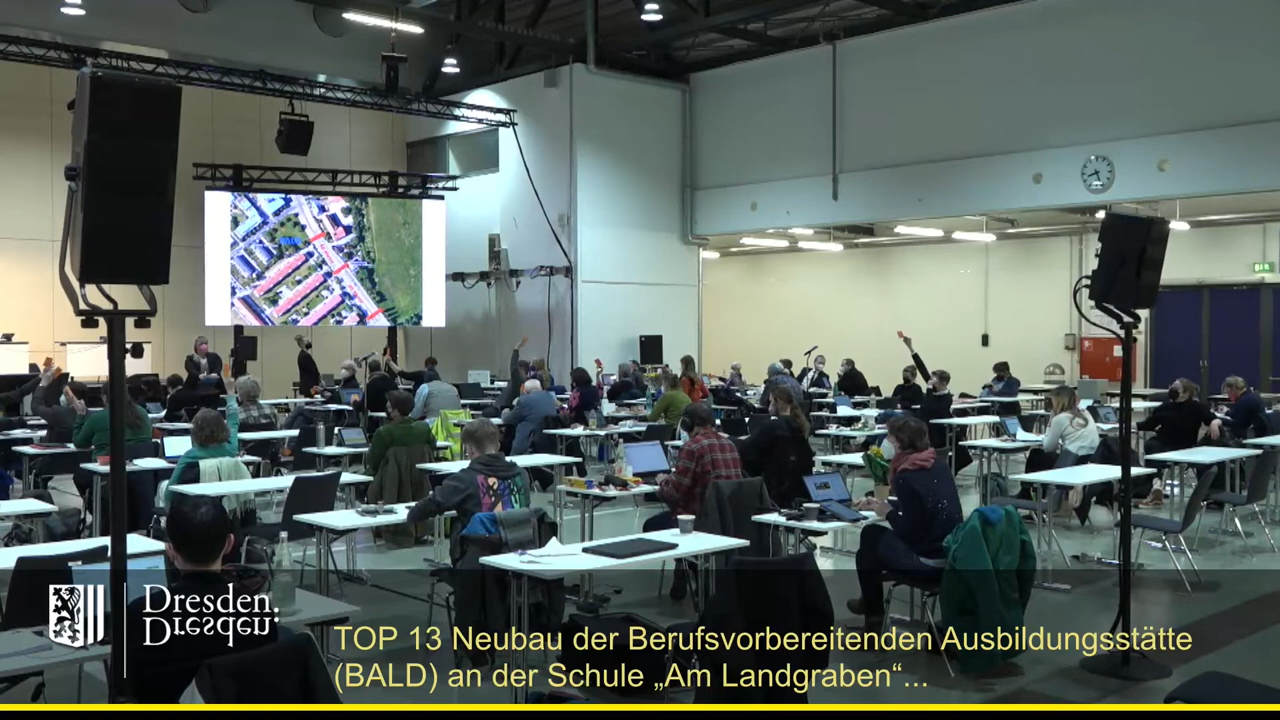 Dresden.
Dresden.
TOP 13 Neubau der Berufsvorbereitenden Ausbildungsstätte
(BALD) an der Schule „Am Landgraben“...